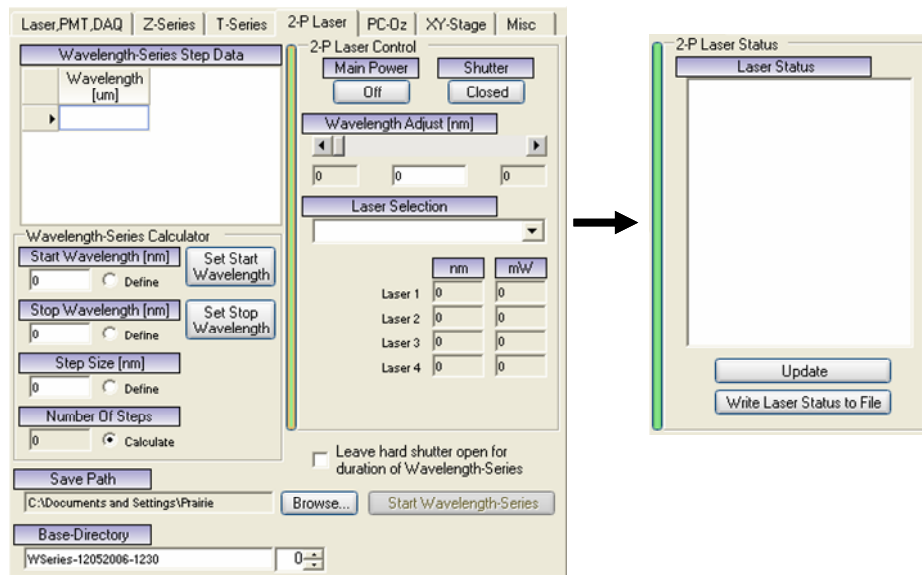 Laser,PMT,DAQ Z-Series T-Series 2-P Laser PC-Oz XY-Stage Misc
Wavelength-Series Step Data
Wavelength
[um]
Wavelength-Series Calculator
Start Wavelength [nm]
0 Define
Set Start
Wavelength
Stop Wavelength [nm]
0 Define
Set Stop
Wavelength
Step Size [nm]
0 Define
Number Of Steps
0 Calculate
2-P Laser Control
Main Power Shutter
Off Closed
Wavelength Adjust [nm]
0 0 0
Laser Selection
nm mW
Laser 1 0 0
Laser 2 0 0
Laser 3 0 0
Laser 4 0 0
Leave hard shutter open for
duration of Wavelength-Series
Save Path
C:\Documents and Settings\Prairie Browse... Start Wavelength-Series
Base-Directory
WSeries-12052006-1230 0
2-P Laser Status
Laser Status
Update
Write Laser Status to File